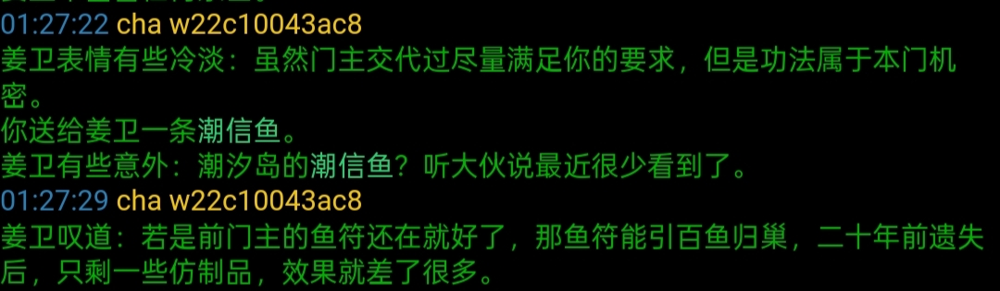 01:27:22 cha w22c10043ac8
姜卫表情有些冷淡：虽然门主交代过尽量满足你的要求，但是功法属于本门机
密。
你送给姜卫一条潮信鱼。
姜卫有些意外：潮汐岛的潮信鱼？听大伙说最近很少看到了。
01:27:29 cha w22c10043ac8
姜卫叹道：若是前门主的鱼符还在就好了，那鱼符能引百鱼归巢，二十年前遗失
后，只剩一些仿制品，效果就差了很多。